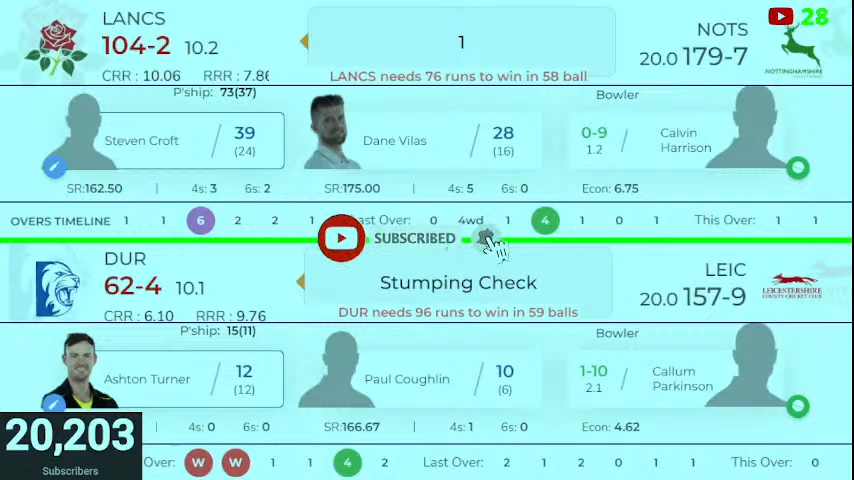 LANCS
104-2 10.2
CRR : 10.06 RRR : 7.86
1
LANCS needs 76 runs to win in 58 ball
28
NOTS
20.0 179-7
NOTTINGHAMSHIRE
P'ship: 73(37)
Steven Croft 39
(24)
Dane Vilas 28
(16)
Bowler
0-9 / Calvin Harrison
1.2
SR:162.50 | 4s: 3 6s: 2
SR:175.00 | 4s: 5 6s: 0
Econ: 6.75
OVERS TIMELINE 1 1 6 2 2 1 ast Over: 0 4wd 1 4 1 0 1 This Over: 1 1
SUBSCRIBED
DUR
62-4 10.1
CRR : 6.10 RRR : 9.76
Stumping Check
DUR needs 96 runs to win in 59 balls
LEIC
20.0 157-9
LEICESTERSHIRE
COUNTY CRICKET CLUB
P'ship: 15(11)
Ashton Turner 12
(12)
Paul Coughlin 10
(6)
Bowler
1-10 / Callum Parkinson
2.1
4s: 0 6s: 0
SR:166.67 | 4s: 1 6s: 0
Econ: 4.62
20,203
Subscribers
Over: W W 1 1 4 2 Last Over: 2 1 2 0 1 1 This Over: 0